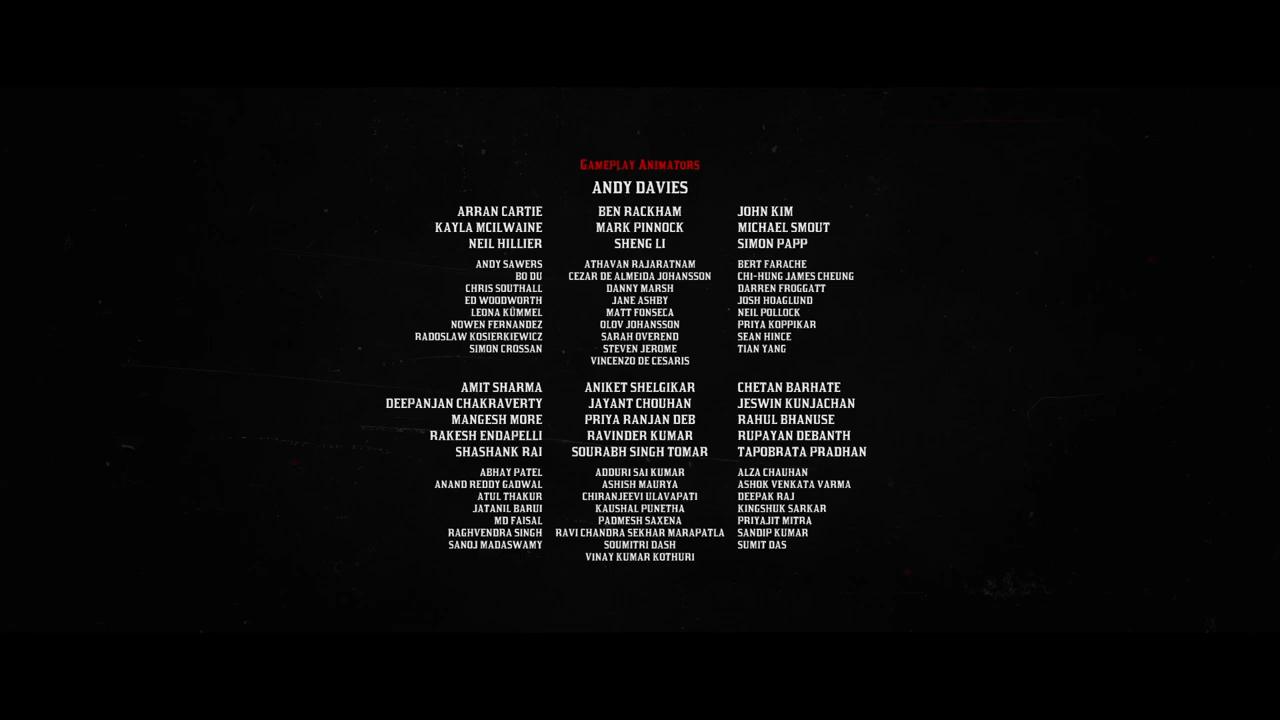 Gameplay Animators
ANDY DAVIES
ARRAN CARTIE BEN RACKHAM JOHN KIM
KAYLA MCILWAINE MARK PINNOCK MICHAEL SMOUT
NEIL HILLIER SHENG LI SIMON PAPP
ANDY SAWERS ATHAVAN RAJARATNAM BERT FARACHE
BO DU CEZAR DE ALMEIDA JOHANSSON CHI-HUNG JAMES CHEUNG
CHRIS SOUTHALL DANNY MARSH DARREN FROGGATT
ED WOODWORTH JANE ASHBY JOSH HOAGLUND
LEONA KÜMMEL MATT FONSECA NEIL POLLOCK
NOWEN FERNANDEZ OLOV JOHANSSON PRIYA KOPPIKAR
RADOSLAW KOSIERKIEWICZ SARAH OVEREND SEAN HINCE
SIMON CROSSAN STEVEN JEROME TIAN YANG
VINCENZO DE CESARIS
AMIT SHARMA ANIKET SHELGIKAR CHETAN BARHATE
DEEPANJAN CHAKRAVERTY JAYANT CHOUHAN JESWIN KUNJACHAN
MANGESH MORE PRIYA RANJAN DEB RAHUL BHANUSE
RAKESH ENDAPELLI RAVINDER KUMAR RUPAYAN DEBANTH
SHASHANK RAI SOURABH SINGH TOMAR TAPOBRATA PRADHAN
ABHAY PATEL ADDURI SAI KUMAR ALZA CHAUHAN
ANAND REDDY GADWAL ASHISH MAURYA ASHOK VENKATA VARMA
ATUL THAKUR CHIRANJEEVI ULAVAPATI DEEPAK RAJ
JATANIL BARUI KAUSHAL PUNETHA KINGSHUK SARKAR
MD FAISAL PADMESH SAXENA PRIYAJIT MITRA
RAGHVENDRA SINGH RAVI CHANDRA SEKHAR MARAPATLA SANDIP KUMAR
SANOJ MADASWAMY SOUMITRI DASH SUMIT DAS
VINAY KUMAR KOTHURI